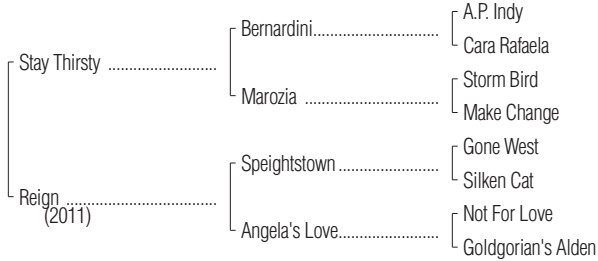 A.P. Indy
Bernardini
Cara Rafaela
Stay Thirsty
Storm Bird
Marozia
Make Change
Gone West
Speightstown
Silken Cat
Reign
(2011)
Not For Love
Angela's Love
Goldgorian's Alden